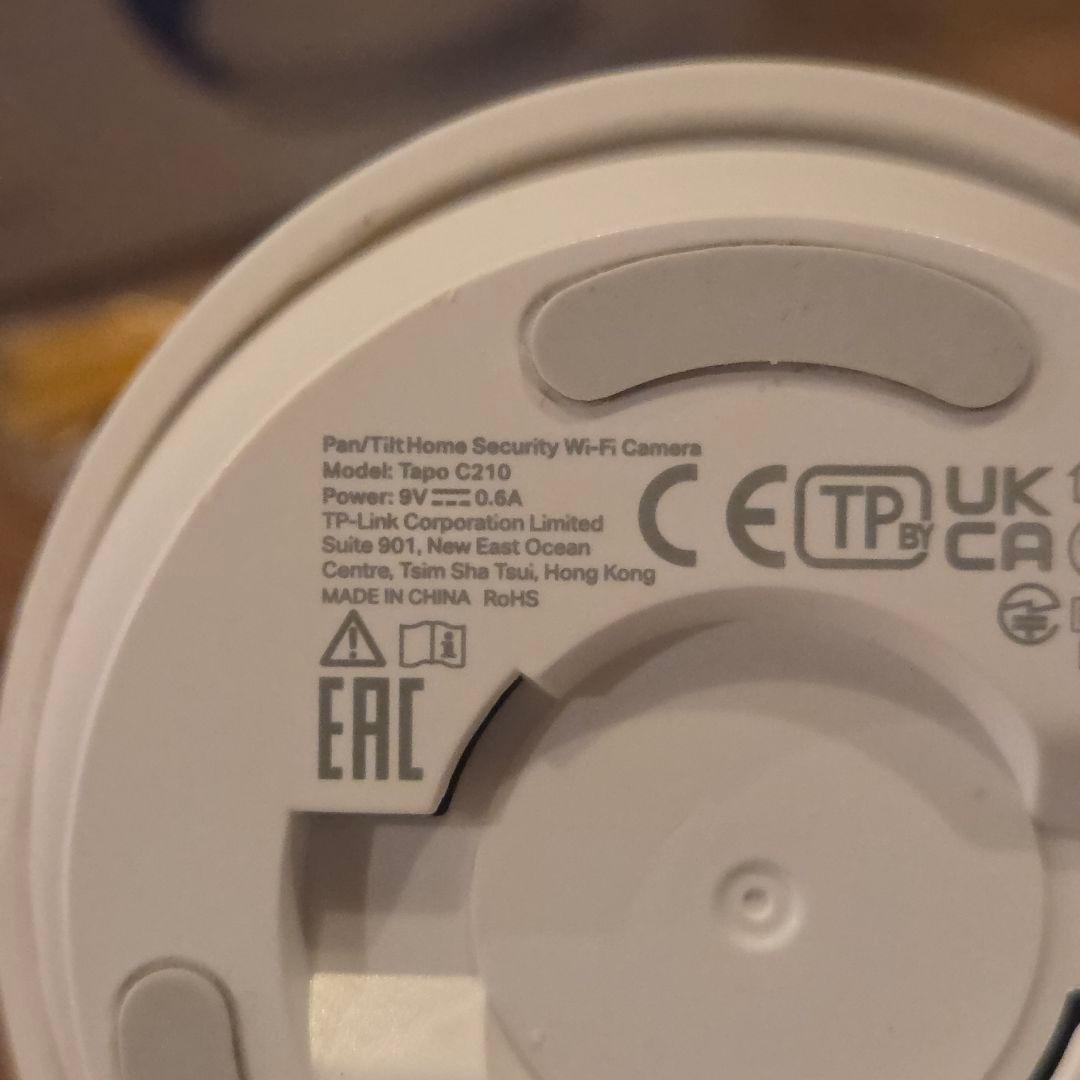 Pan/Tilt Home Security Wi-Fi Camera
Model: Tapo C210
Power: 9V⎓0.6A
TP-Link Corporation Limited
Suite 901, New East Ocean
Centre, Tsim Sha Tsui, Hong Kong
MADE IN CHINA RoHS
EAC
CE
TP BY
UK
CA